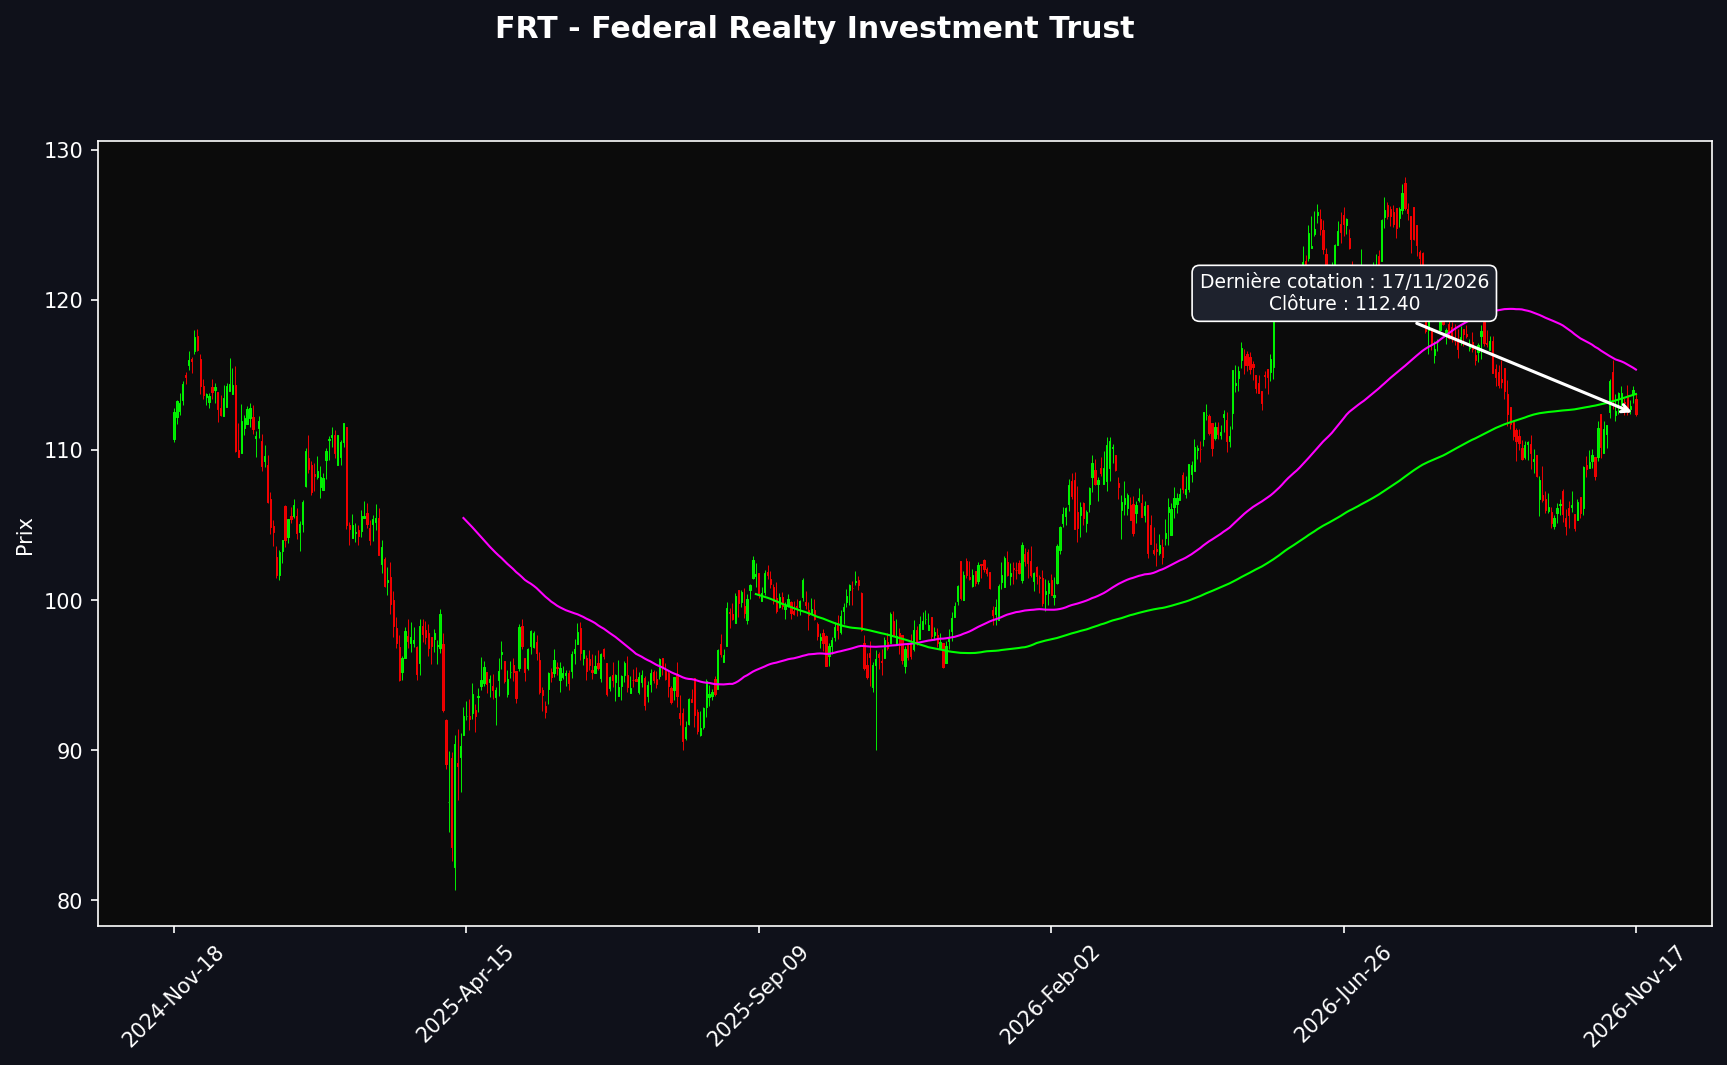 FRT - Federal Realty Investment Trust
130
120
110
100
90
80
Prix
Dernière cotation : 17/11/2026
Clôture : 112.40
2024-Nov-18
2025-Apr-15
2025-Sep-09
2026-Feb-02
2026-Jun-26
2026-Nov-17